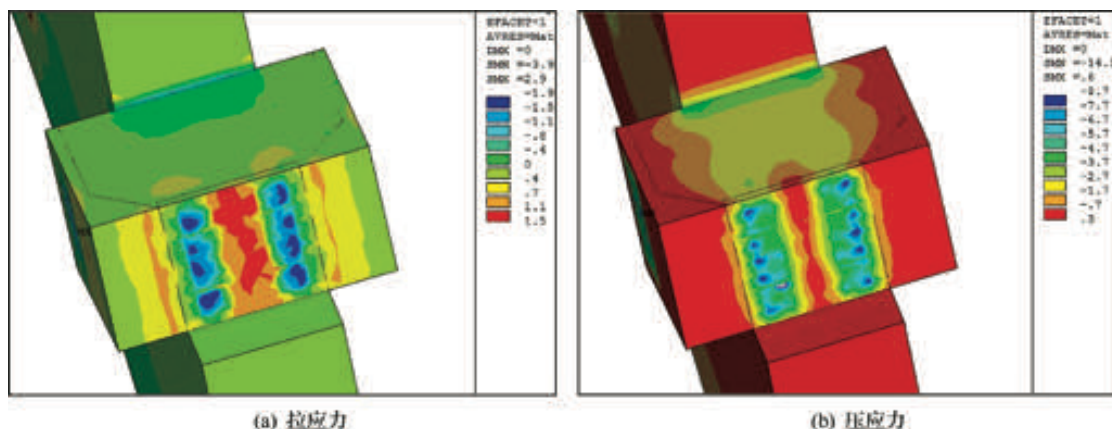 EFACET=1
AVRES=Mat
DMX =0
SMN =-3.9
SMX =2.9
-1.9
-1.5
-1.1
-.8
-.4
0
.4
.7
1.1
1.5
(a) 拉应力
EFACET=1
AVRES=Mat
DMX =0
SMX =.6
-8.7
-7.7
-6.7
-5.7
-4.7
-3.7
-2.7
-1.7
-.7
.3
(b) 压应力